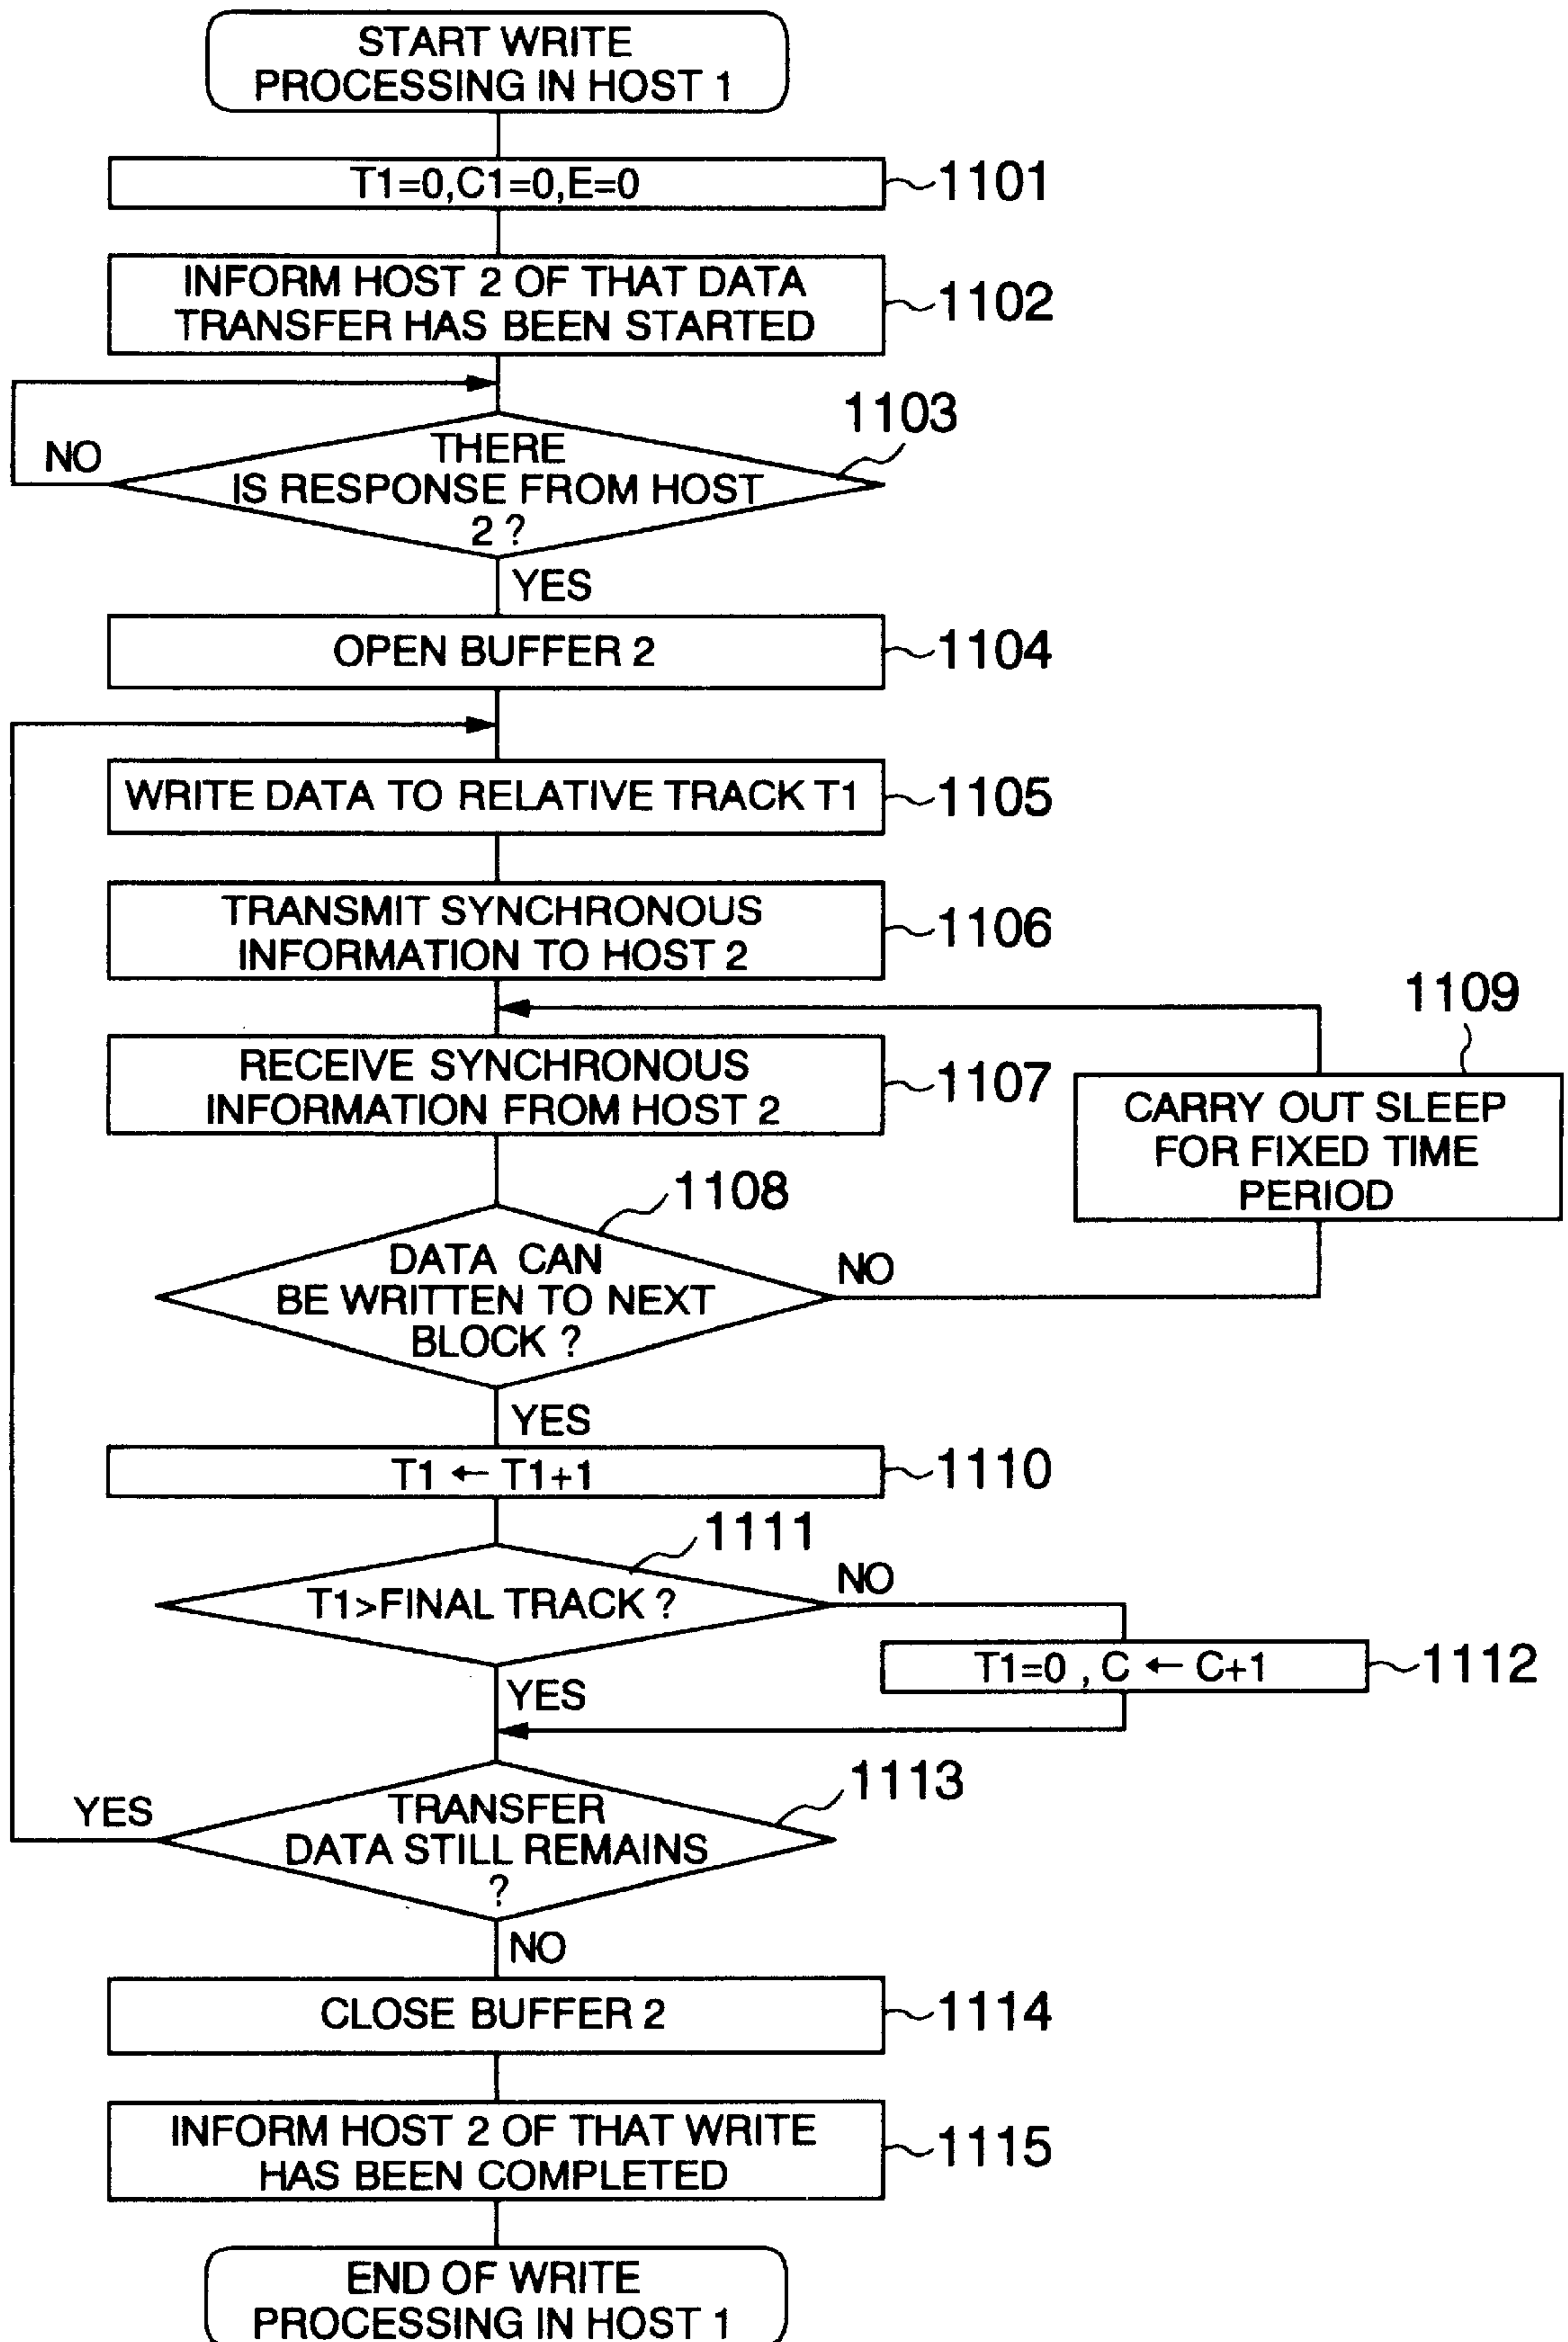 START WRITE
PROCESSING IN HOST 1
T1=0,C1=0,E=0
1101
INFORM HOST 2 OF THAT DATA
TRANSFER HAS BEEN STARTED
1102
1103
NO
THERE
IS RESPONSE FROM HOST
2 ?
YES
OPEN BUFFER 2
1104
WRITE DATA TO RELATIVE TRACK T1
1105
TRANSMIT SYNCHRONOUS
INFORMATION TO HOST 2
1106
1109
RECEIVE SYNCHRONOUS
INFORMATION FROM HOST 2
1107
CARRY OUT SLEEP
FOR FIXED TIME
PERIOD
1108
DATA CAN
BE WRITTEN TO NEXT
BLOCK ?
NO
YES
T1 ← T1+1
1110
1111
T1>FINAL TRACK ?
NO
T1=0 , C ← C+1
1112
YES
1113
YES
TRANSFER
DATA STILL REMAINS
?
NO
CLOSE BUFFER 2
1114
INFORM HOST 2 OF THAT WRITE
HAS BEEN COMPLETED
1115
END OF WRITE
PROCESSING IN HOST 1